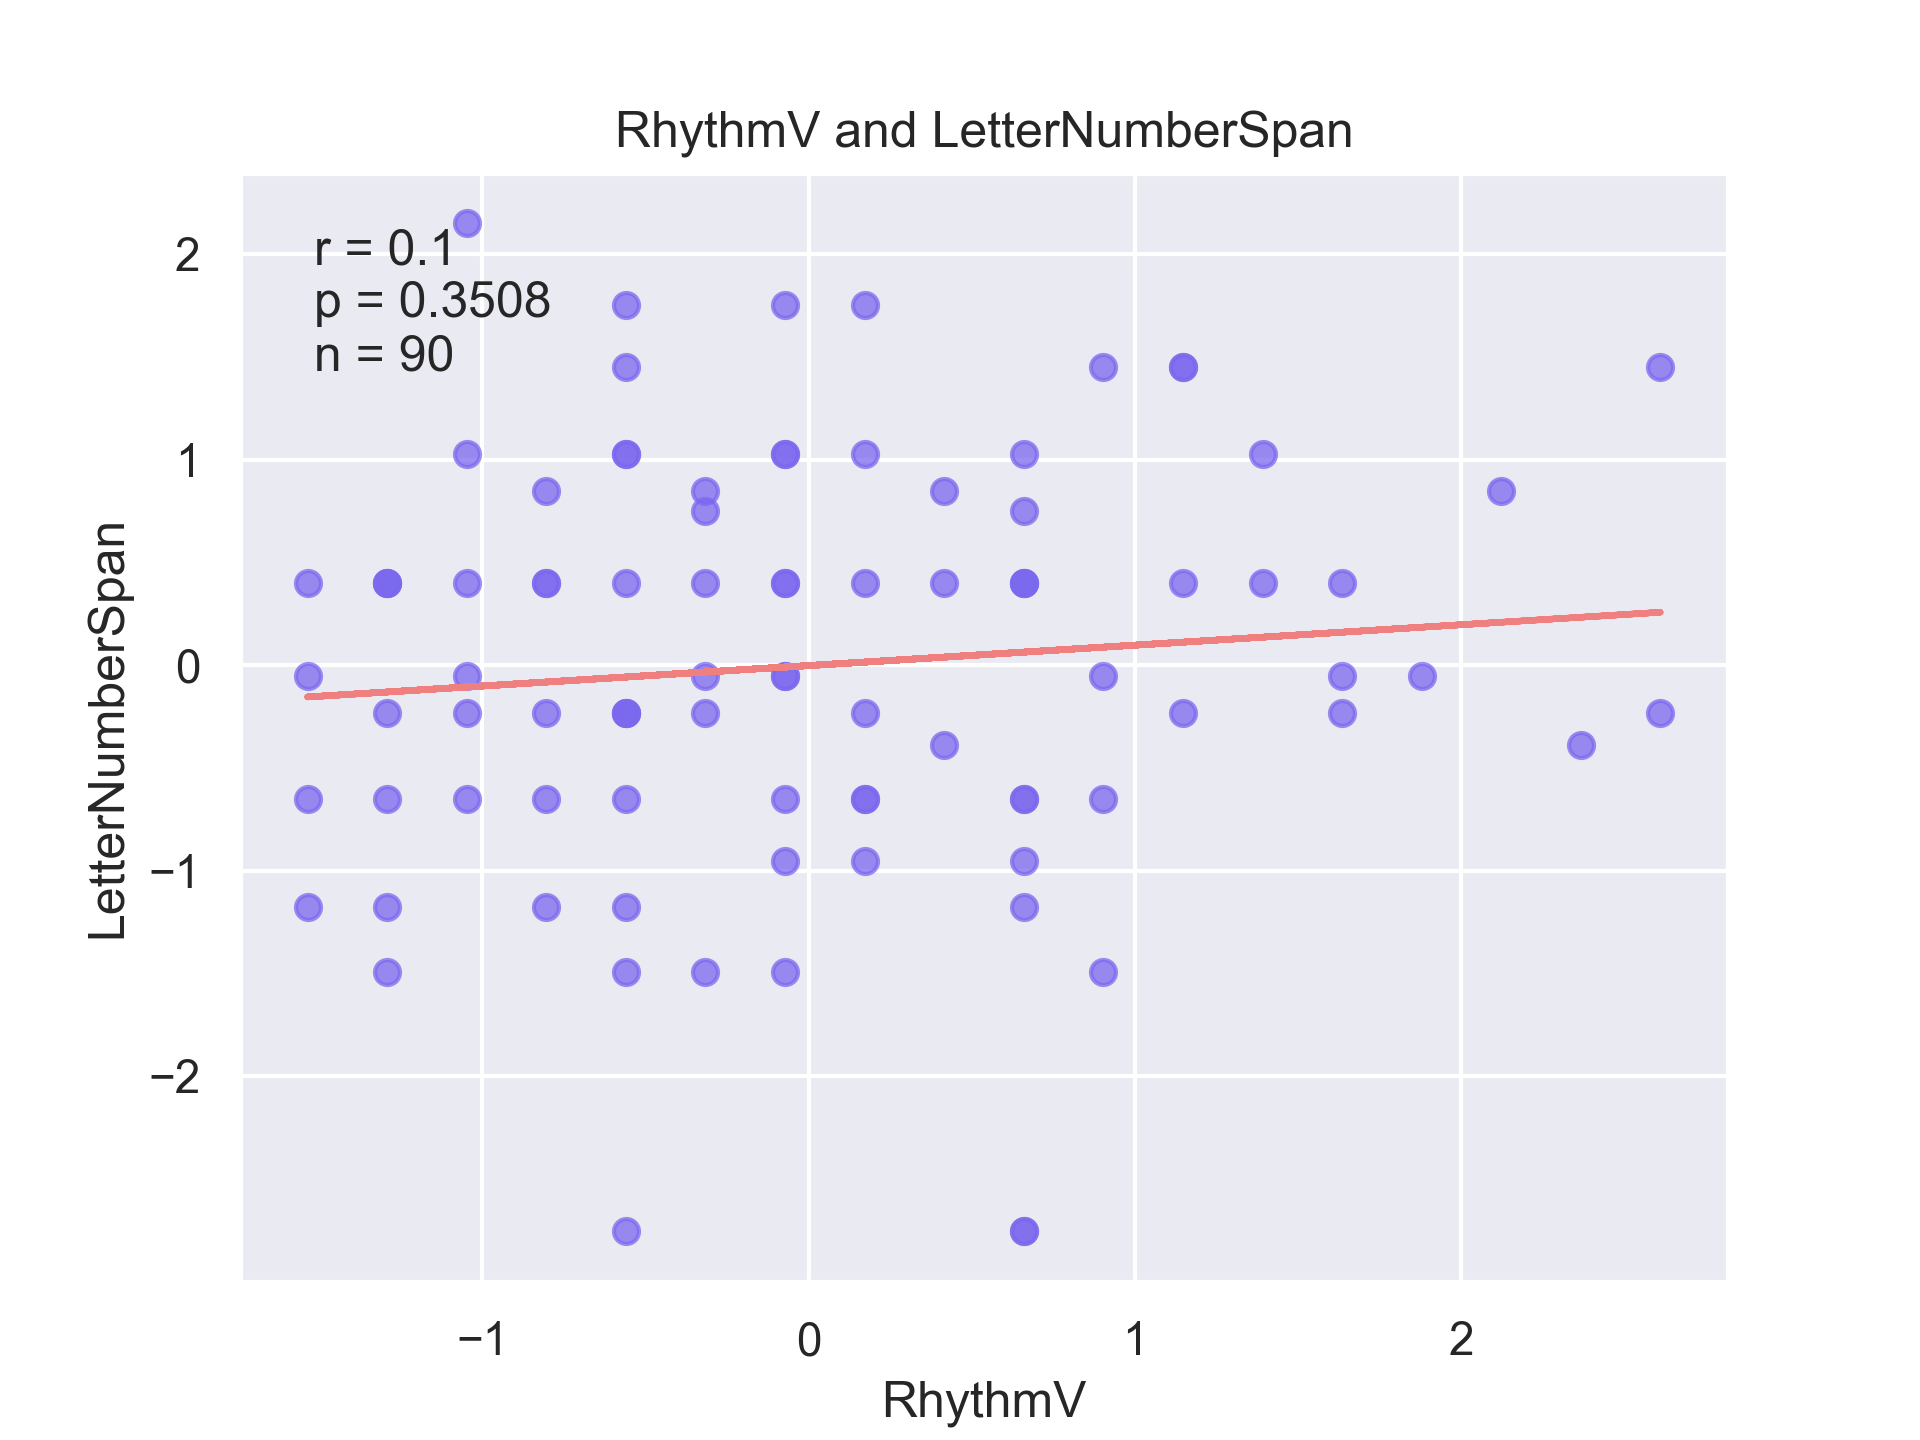 RhythmV and LetterNumberSpan
r = 0.1
p = 0.3508
n = 90
2
1
0
−1
−2
LetterNumberSpan
−1
0
1
2
RhythmV